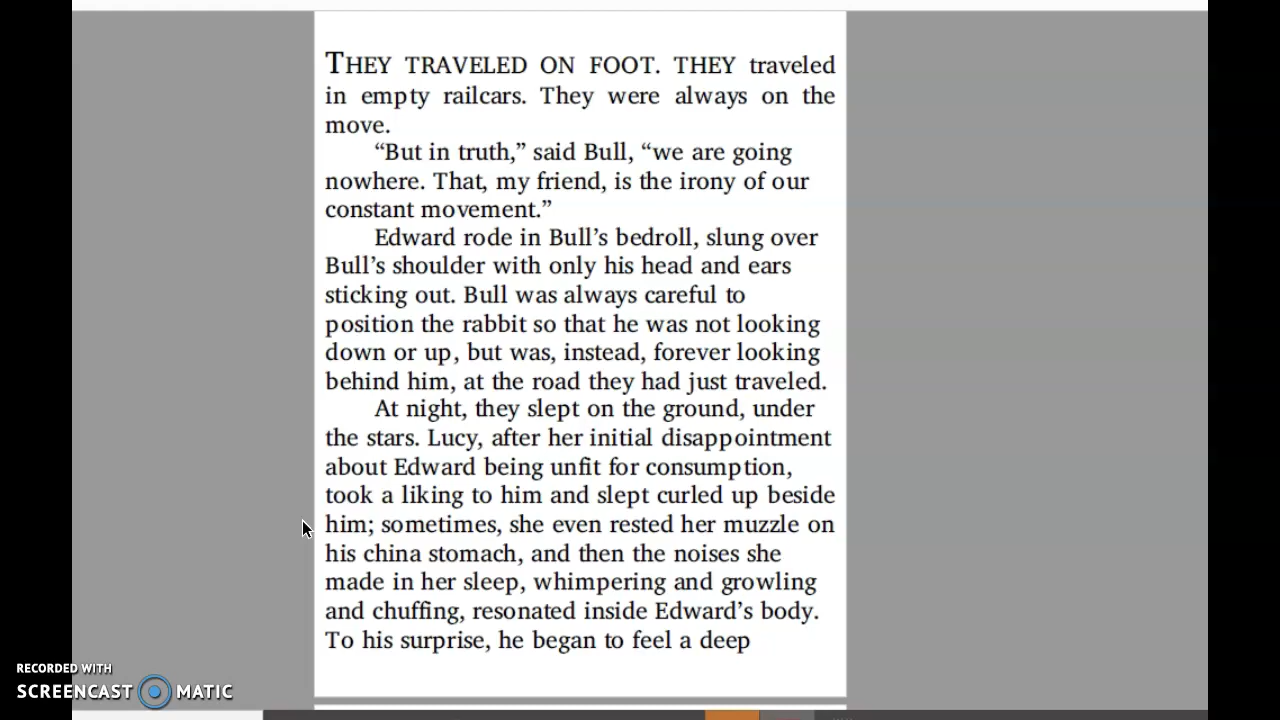 THEY TRAVELED ON FOOT. THEY traveled
in empty railcars. They were always on the
move.
“But in truth,” said Bull, “we are going
nowhere. That, my friend, is the irony of our
constant movement.”
Edward rode in Bull’s bedroll, slung over
Bull’s shoulder with only his head and ears
sticking out. Bull was always careful to
position the rabbit so that he was not looking
down or up, but was, instead, forever looking
behind him, at the road they had just traveled.
At night, they slept on the ground, under
the stars. Lucy, after her initial disappointment
about Edward being unfit for consumption,
took a liking to him and slept curled up beside
him; sometimes, she even rested her muzzle on
his china stomach, and then the noises she
made in her sleep, whimpering and growling
and chuffing, resonated inside Edward’s body.
To his surprise, he began to feel a deep
RECORDED WITH
SCREENCAST MATIC